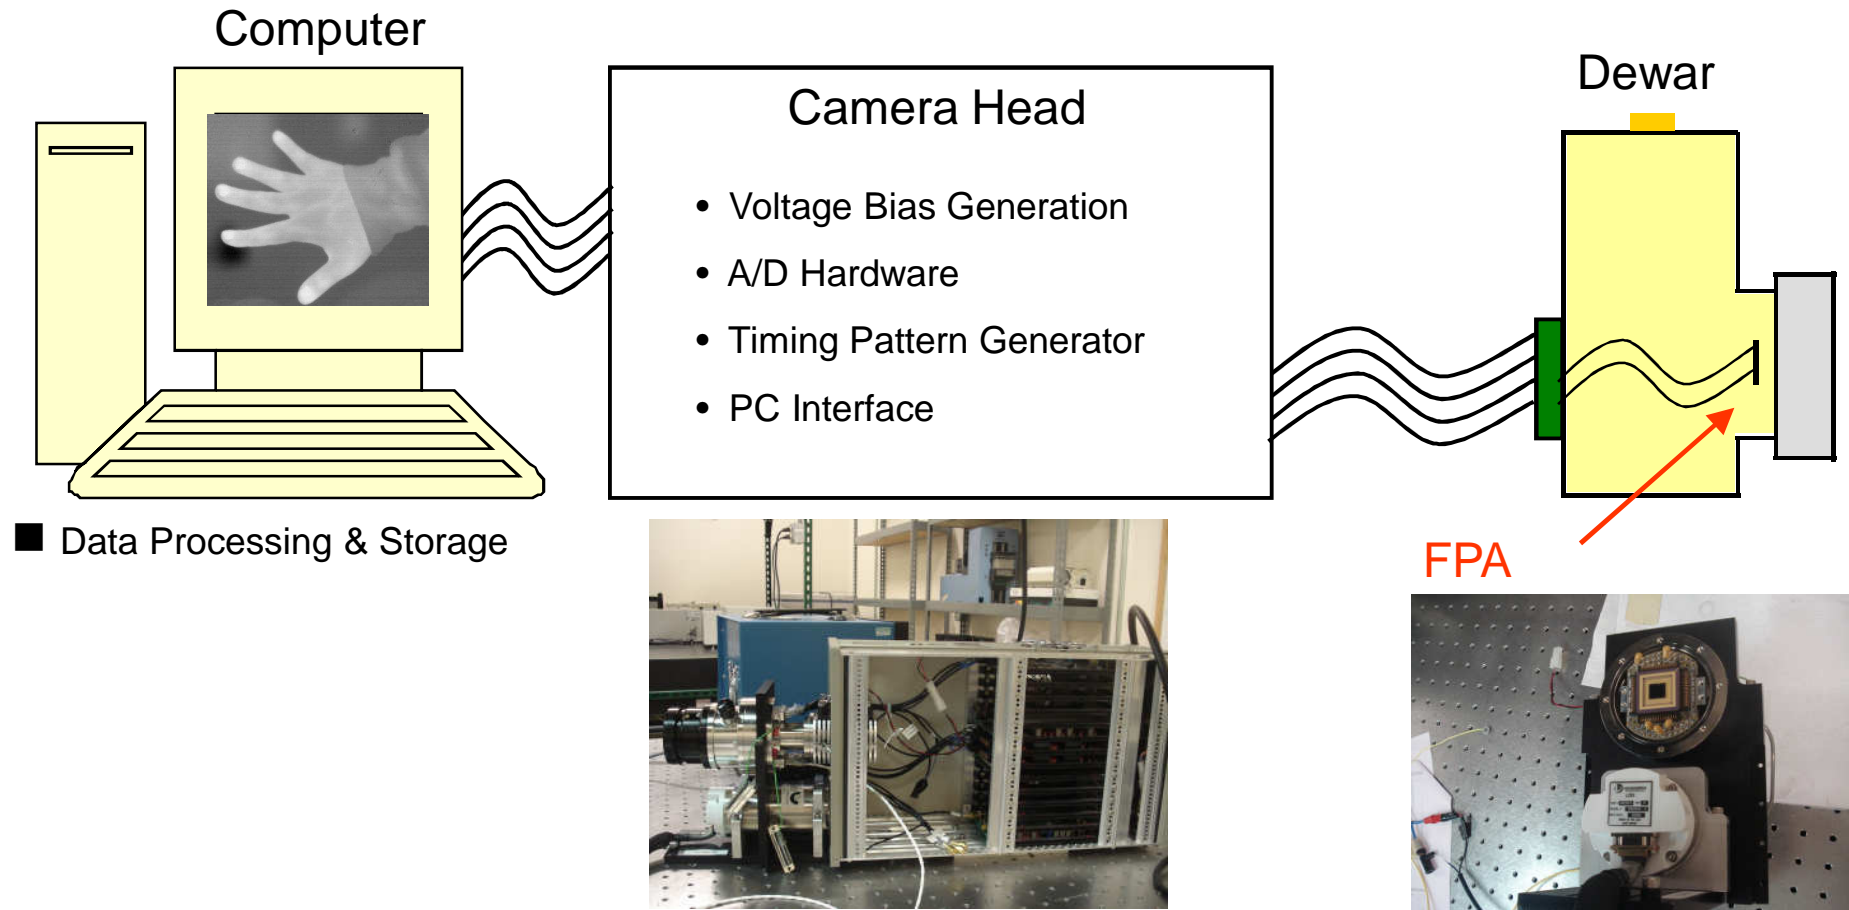 Computer
Camera Head
Dewar
• Voltage Bias Generation
• A/D Hardware
• Timing Pattern Generator
• PC Interface
■ Data Processing & Storage
FPA